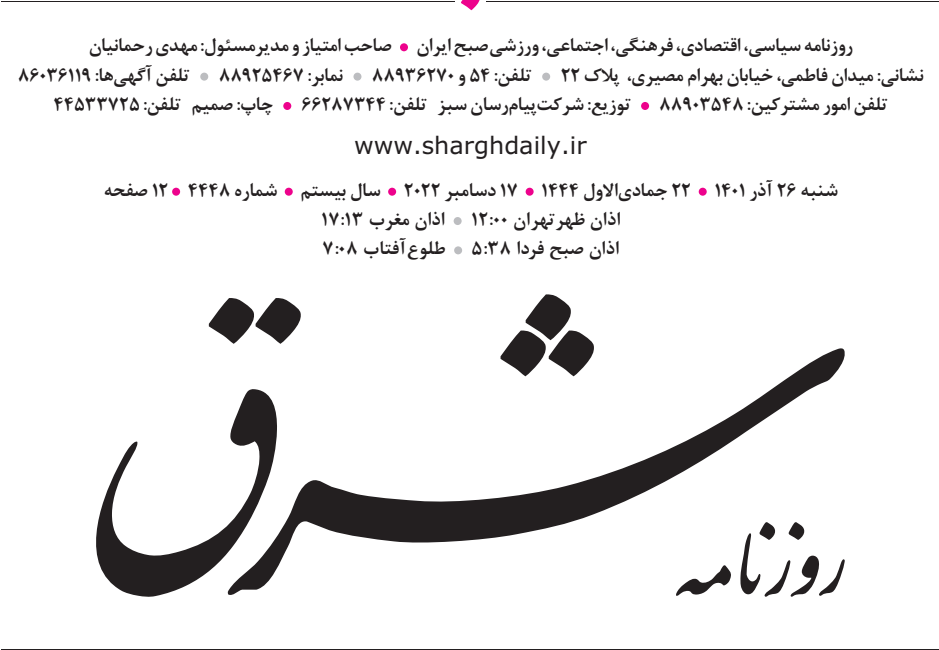 روزنامه سیاسی، اقتصادی، فرهنگی، اجتماعی، ورزشی صبح ایران ● صاحب امتیاز و مدیرمسئول: مهدی رحمانیان
نشانی: میدان فاطمی، خیابان بهرام مصیری، پلاک ۲۲ ● تلفن: ۵۴ و ۸۸۹۳۶۲۷۰ ● نمابر: ۸۸۹۲۵۴۶۷ ● تلفن آگهی‌ها: ۸۶۰۳۶۱۱۹
تلفن امور مشترکین: ۸۸۹۰۳۵۴۸ ● توزیع: شرکت پیام‌رسان سبز تلفن: ۶۶۲۸۷۳۴۴ ● چاپ: صمیم تلفن: ۴۴۵۳۳۷۲۵
www.sharghdaily.ir
شنبه ۲۶ آذر ۱۴۰۱ ● ۲۲ جمادی‌الاول ۱۴۴۴ ● ۱۷ دسامبر ۲۰۲۲ ● سال بیستم ● شماره ۴۴۴۸ ● ۱۲ صفحه
اذان ظهر تهران ۱۲:۰۰ ● اذان مغرب ۱۷:۱۳
اذان صبح فردا ۵:۳۸ ● طلوع آفتاب ۷:۰۸
روزنامه شرق